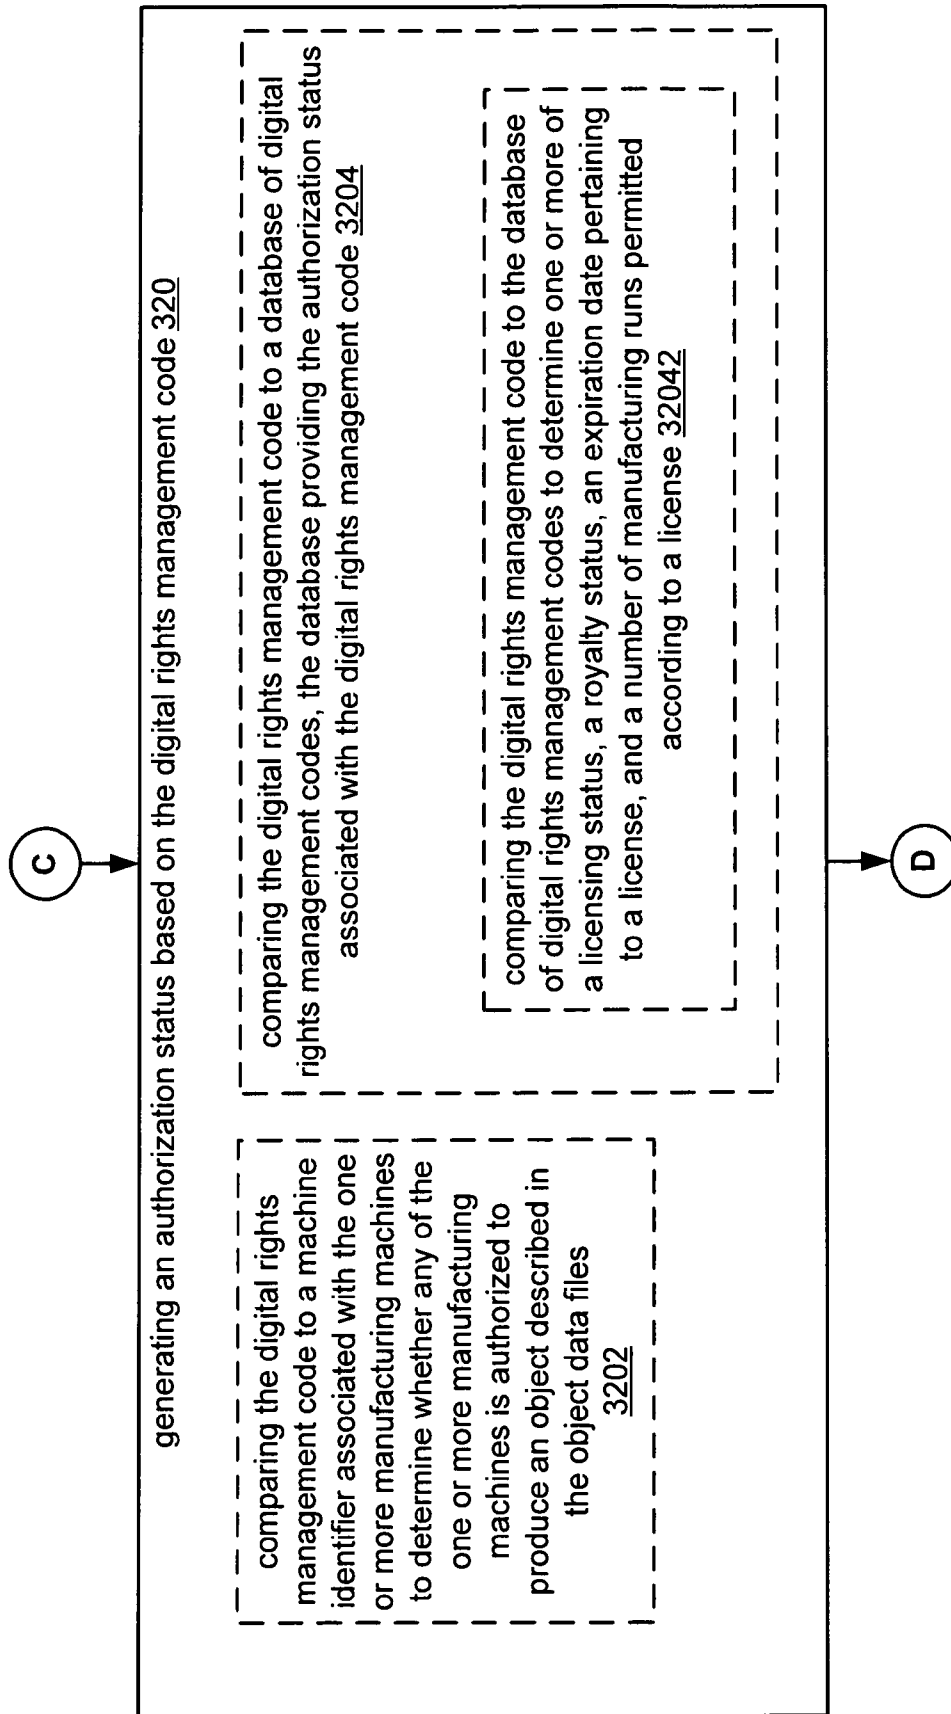 C
generating an authorization status based on the digital rights management code 320
comparing the digital rights
management code to a machine
identifier associated with the one
or more manufacturing machines
to determine whether any of the
one or more manufacturing
machines is authorized to
produce an object described in
the object data files
3202
comparing the digital rights management code to a database of digital
rights management codes, the database providing the authorization status
associated with the digital rights management code 3204
comparing the digital rights management code to the database
of digital rights management codes to determine one or more of
a licensing status, a royalty status, an expiration date pertaining
to a license, and a number of manufacturing runs permitted
according to a license 32042
D